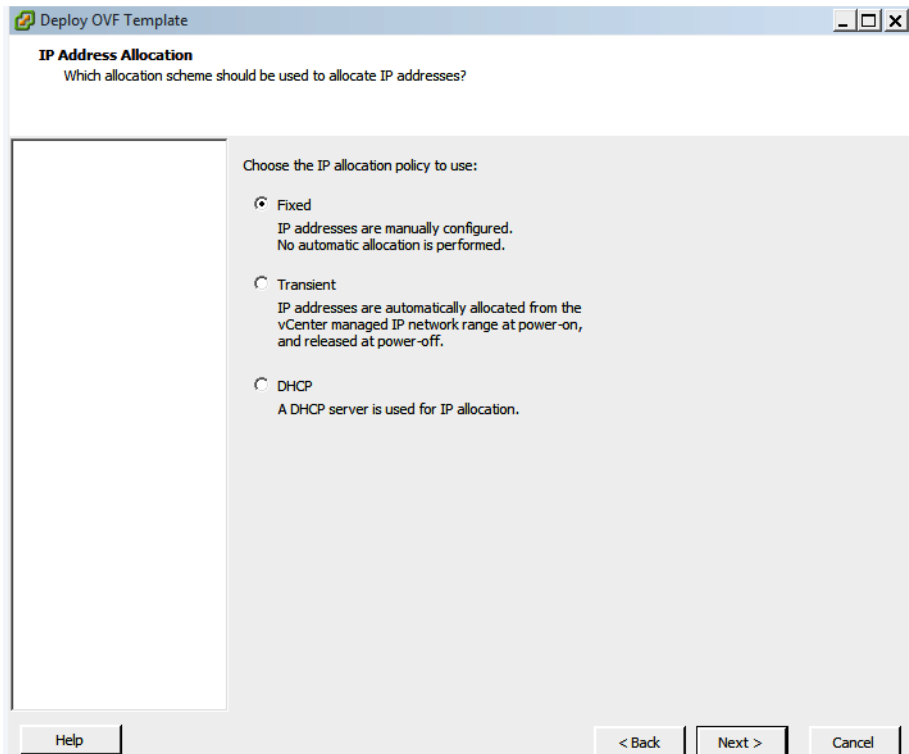 Deploy OVF Template
IP Address Allocation
Which allocation scheme should be used to allocate IP addresses?
Choose the IP allocation policy to use:
Fixed
IP addresses are manually configured.
No automatic allocation is performed.
Transient
IP addresses are automatically allocated from the
vCenter managed IP network range at power-on,
and released at power-off.
DHCP
A DHCP server is used for IP allocation.
Help
< Back
Next >
Cancel